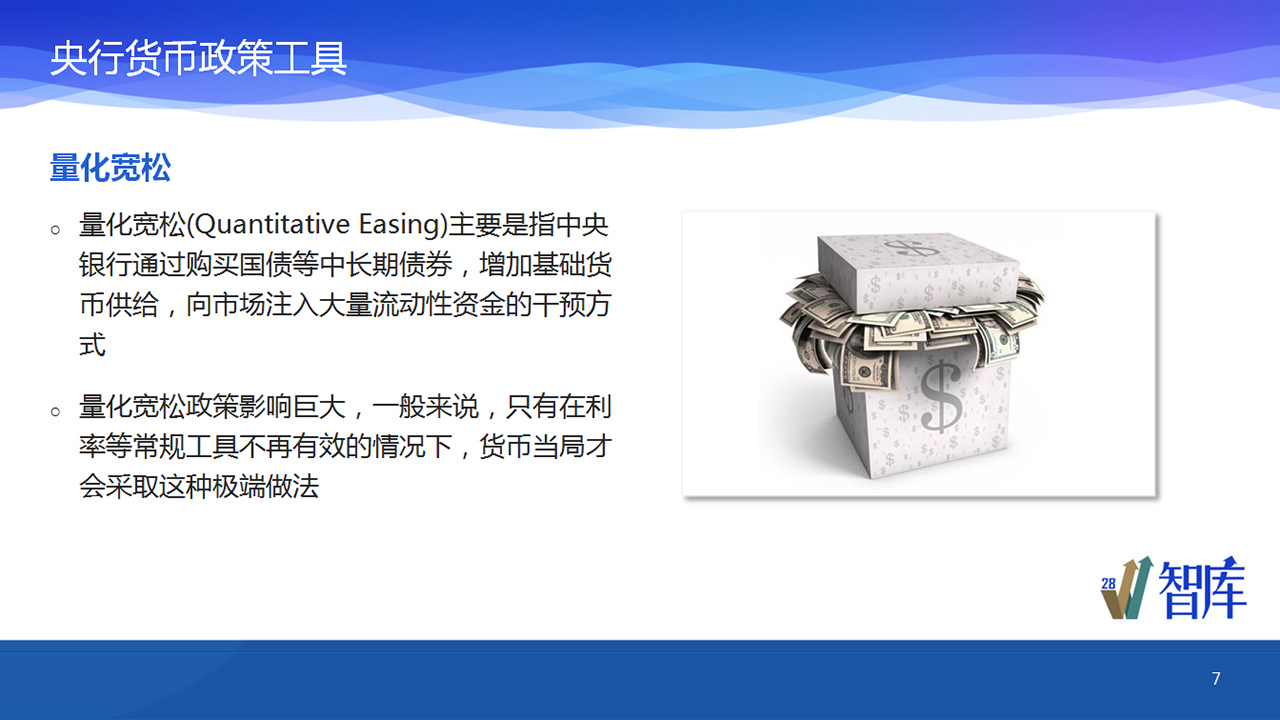 央行货币政策工具
量化宽松
量化宽松(Quantitative Easing)主要是指中央
银行通过购买国债等中长期债券，增加基础货
币供给，向市场注入大量流动性资金的干预方
式
量化宽松政策影响巨大，一般来说，只有在利
率等常规工具不再有效的情况下，货币当局才
会采取这种极端做法
$
$
28
智库
7